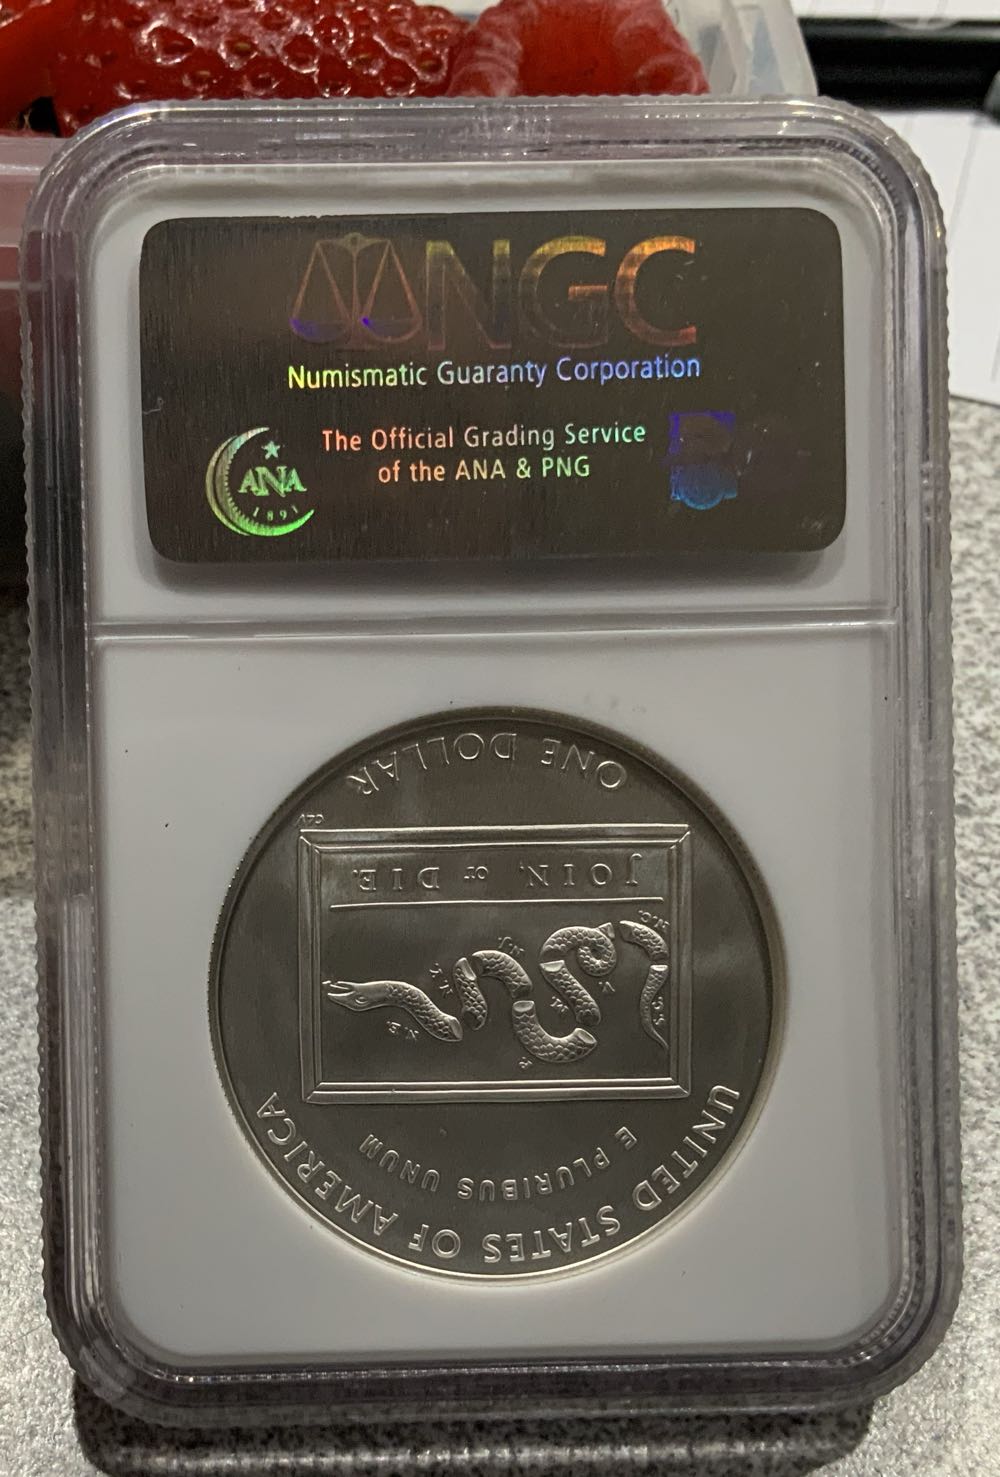 NGC
Numismatic Guaranty Corporation
The Official Grading Service
of the ANA & PNG
ANA
1891
UNITED STATES OF AMERICA
E PLURIBUS UNUM
N.E.
N.Y.
N.J.
P.
M.
V.
N.C.
S.C.
JOIN, or DIE.
ONE DOLLAR